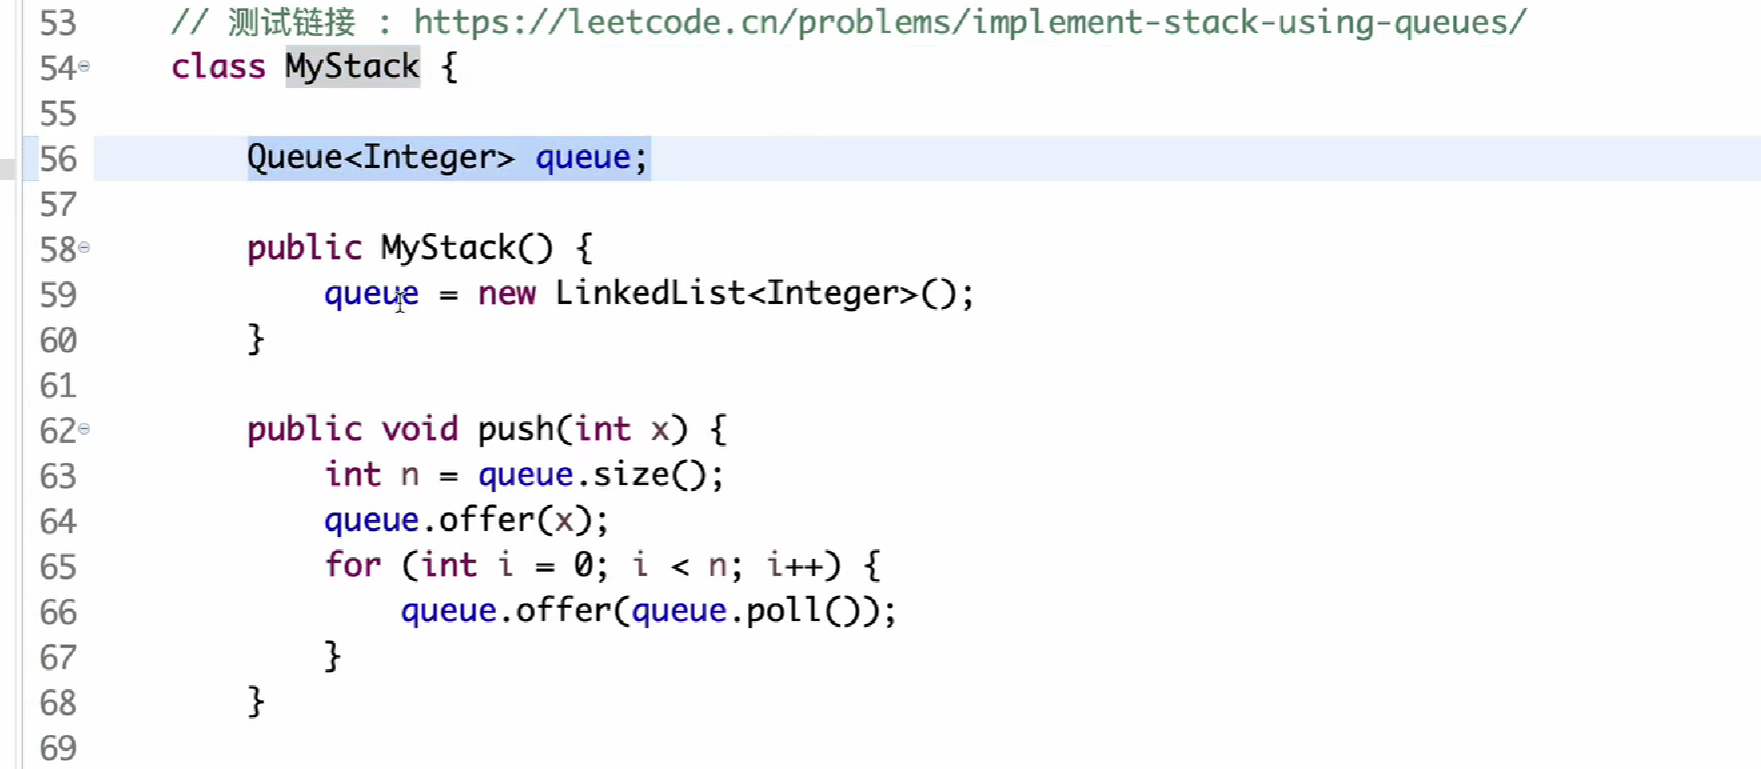 53 // 测试链接 : https://leetcode.cn/problems/implement-stack-using-queues/
54 class MyStack {
55
56 Queue<Integer> queue;
57
58 public MyStack() {
59 queue = new LinkedList<Integer>();
60 }
61
62 public void push(int x) {
63 int n = queue.size();
64 queue.offer(x);
65 for (int i = 0; i < n; i++) {
66 queue.offer(queue.poll());
67 }
68 }
69